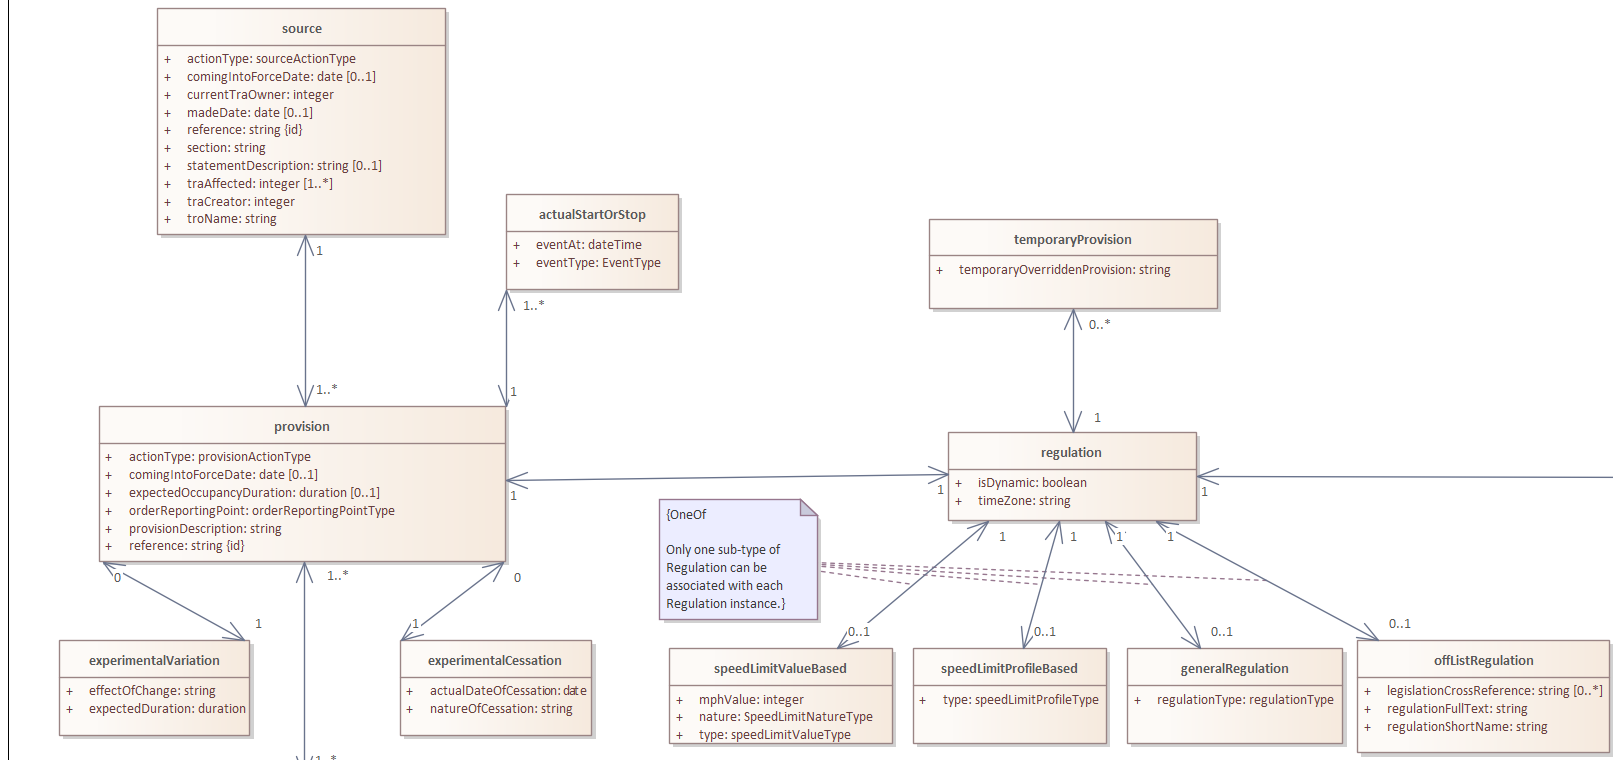 source
+ actionType: sourceActionType
+ comingIntoForceDate: date [0..1]
+ currentTraOwner: integer
+ madeDate: date [0..1]
+ reference: string {id}
+ section: string
+ statementDescription: string [0..1]
+ traAffected: integer [1..*]
+ traCreator: integer
+ troName: string
1
1..*
actualStartOrStop
+ eventAt: dateTime
+ eventType: EventType
1..*
1
temporaryProvision
+ temporaryOverriddenProvision: string
0..*
1
provision
+ actionType: provisionActionType
+ comingIntoForceDate: date [0..1]
+ expectedOccupancyDuration: duration [0..1]
+ orderReportingPoint: orderReportingPointType
+ provisionDescription: string
+ reference: string {id}
1
1
regulation
+ isDynamic: boolean
+ timeZone: string
1
{OneOf
Only one sub-type of
Regulation can be
associated with each
Regulation instance.}
1
1
1
1
0
1..*
0
1
1
0..1
0..1
0..1
0..1
experimentalVariation
+ effectOfChange: string
+ expectedDuration: duration
experimentalCessation
+ actualDateOfCessation: date
+ natureOfCessation: string
speedLimitValueBased
+ mphValue: integer
+ nature: SpeedLimitNatureType
+ type: speedLimitValueType
speedLimitProfileBased
+ type: speedLimitProfileType
generalRegulation
+ regulationType: regulationType
offListRegulation
+ legislationCrossReference: string [0..*]
+ regulationFullText: string
+ regulationShortName: string
1..*